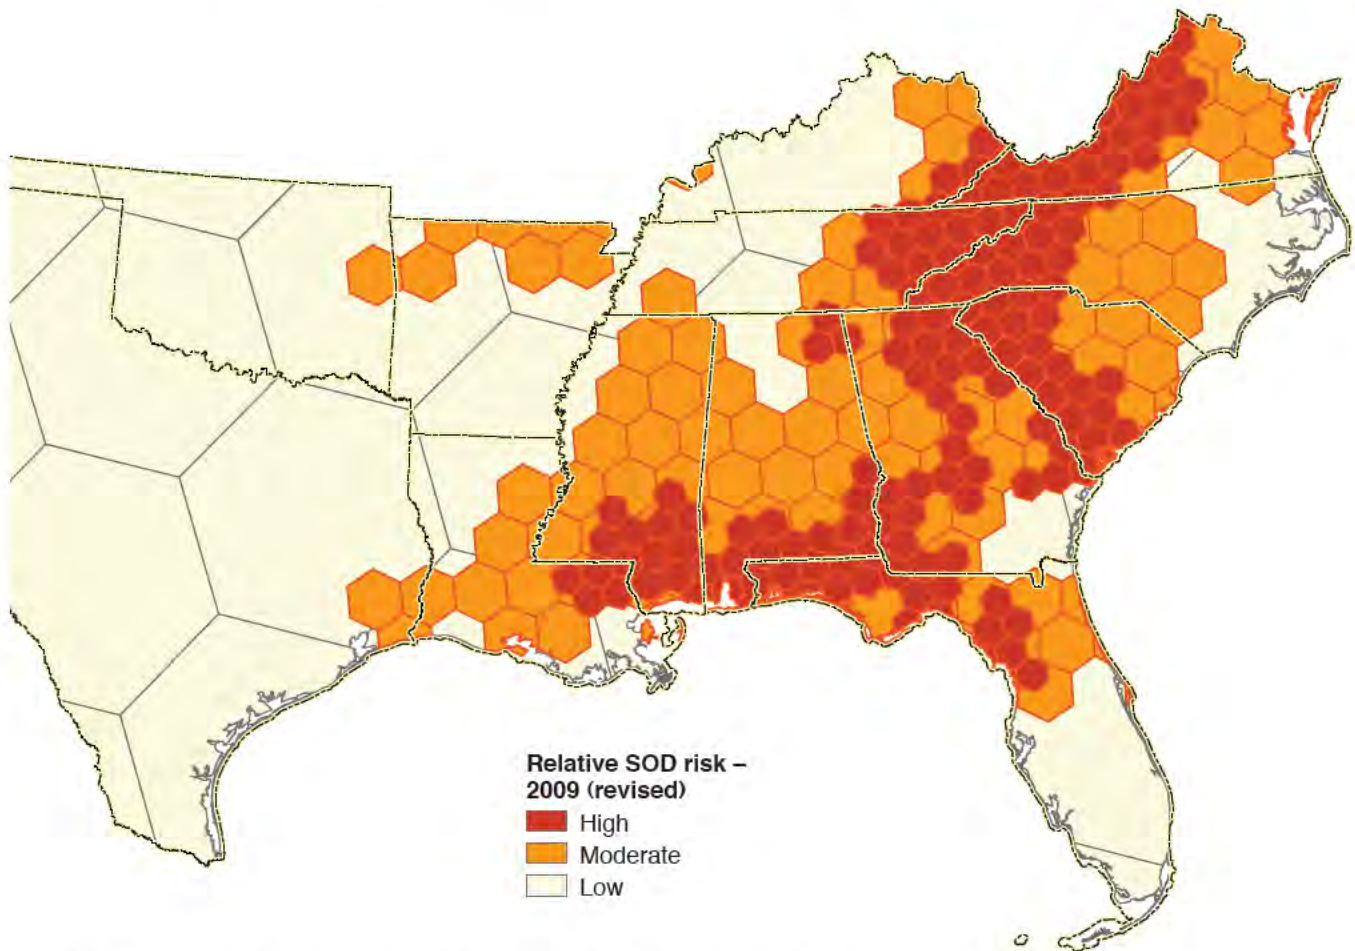 Relative SOD risk –
2009 (revised)
High
Moderate
Low